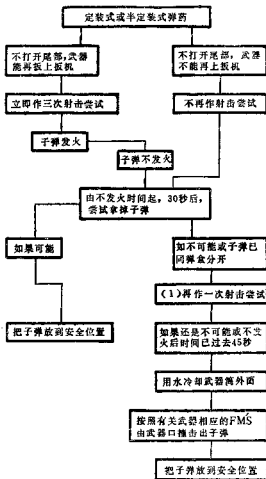 定装式或半定装式弹药
不打开尾部,武器
能再扳上扳机
不打开尾部,武器
不能再上扳机
立即作三次射击尝试
不再作射击尝试
子弹发火
子弹不发火
由不发火时间起,30秒后,
尝试拿掉子弹
如果可能
如不可能或子弹已
同弹盒分开
(1)再作一次射击尝试
把子弹放到安全位置
如果还是不可能或不发
火后时间已过去45秒
用水冷却武器筒外面
按照有关武器相应的FMS
由武器口撞击出子弹
把子弹放到安全位置